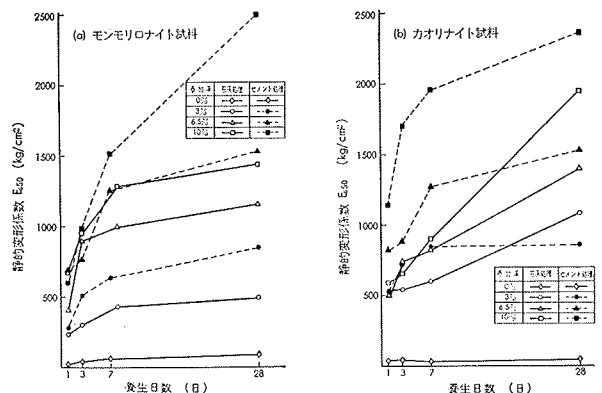 (a) モンモリロナイト試料
添加率 石灰処理 セメント処理
0%
3%
6.5%
10%
2500
2000
1500
1000
500
静的変形係数 E₅₀D (kg/cm²)
1 3 7 28
養生日数 (日)
(b) カオリナイト試料
2500
2000
1500
1000
500
静的変形係数 E₅₀D (kg/cm²)
添加率 石灰処理 セメント処理
0%
3%
6.5%
10%
1 3 7 28
養生日数 (日)